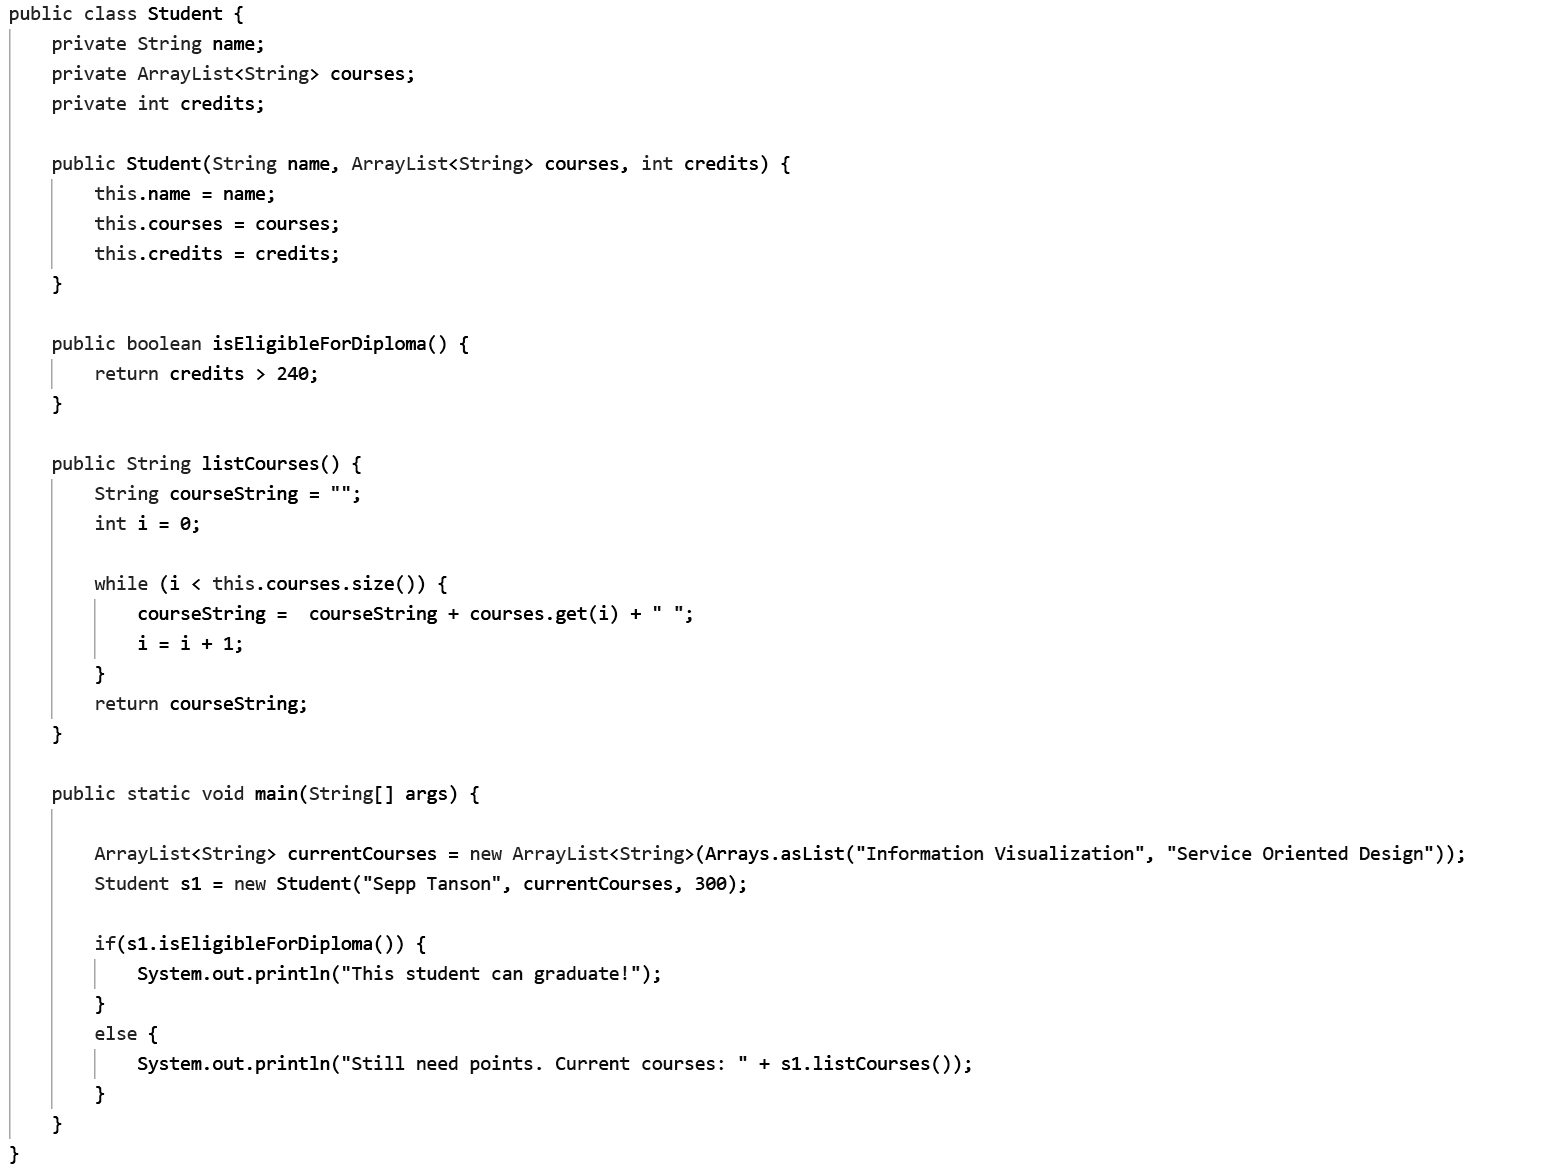 public class Student {
    private String name;
    private ArrayList<String> courses;
    private int credits;

    public Student(String name, ArrayList<String> courses, int credits) {
        this.name = name;
        this.courses = courses;
        this.credits = credits;
    }

    public boolean isEligibleForDiploma() {
        return credits > 240;
    }

    public String listCourses() {
        String courseString = "";
        int i = 0;

        while (i < this.courses.size()) {
            courseString =  courseString + courses.get(i) + " ";
            i = i + 1;
        }
        return courseString;
    }

    public static void main(String[] args) {

        ArrayList<String> currentCourses = new ArrayList<String>(Arrays.asList("Information Visualization", "Service Oriented Design"));
        Student s1 = new Student("Sepp Tanson", currentCourses, 300);

        if(s1.isEligibleForDiploma()) {
            System.out.println("This student can graduate!");
        }
        else {
            System.out.println("Still need points. Current courses: " + s1.listCourses());
        }
    }
}